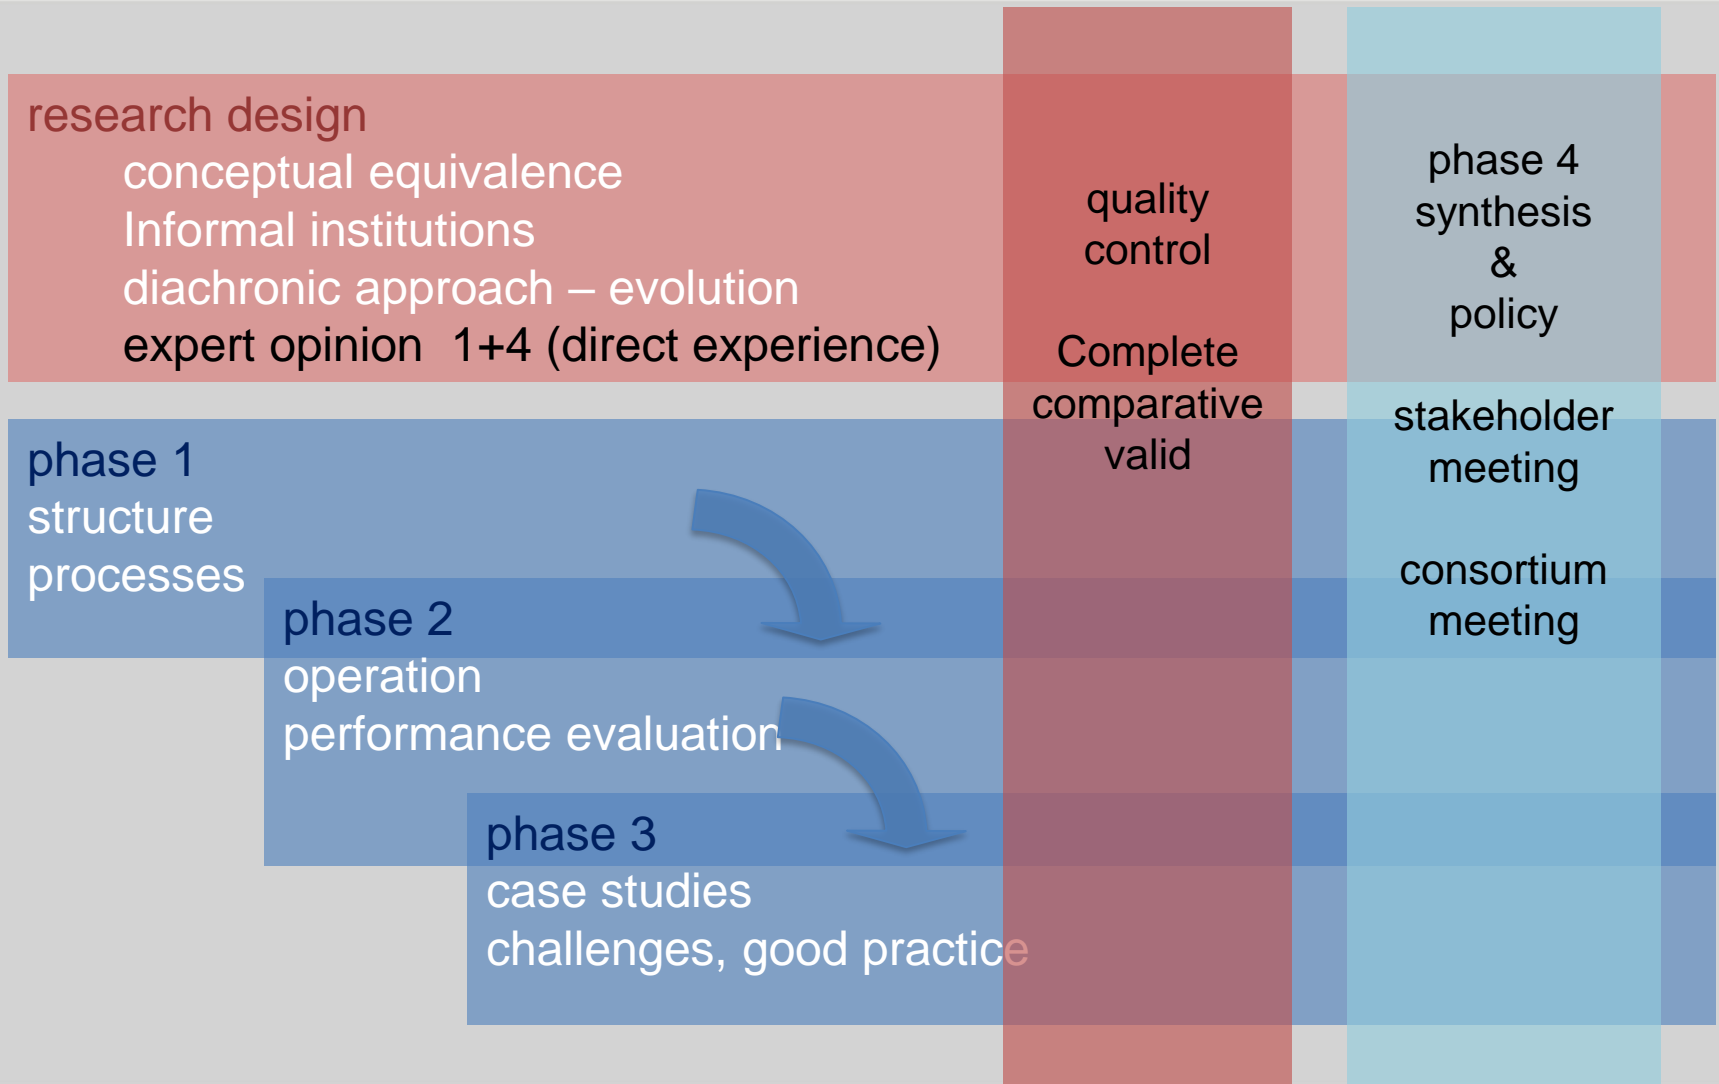 research design
conceptual equivalence
Informal institutions
diachronic approach – evolution
expert opinion  1+4 (direct experience)
quality
control
Complete
comparative
valid
phase 4
synthesis
&
policy
stakeholder
meeting
consortium
meeting
phase 1
structure
processes
phase 2
operation
performance evaluation
phase 3
case studies
challenges, good practice